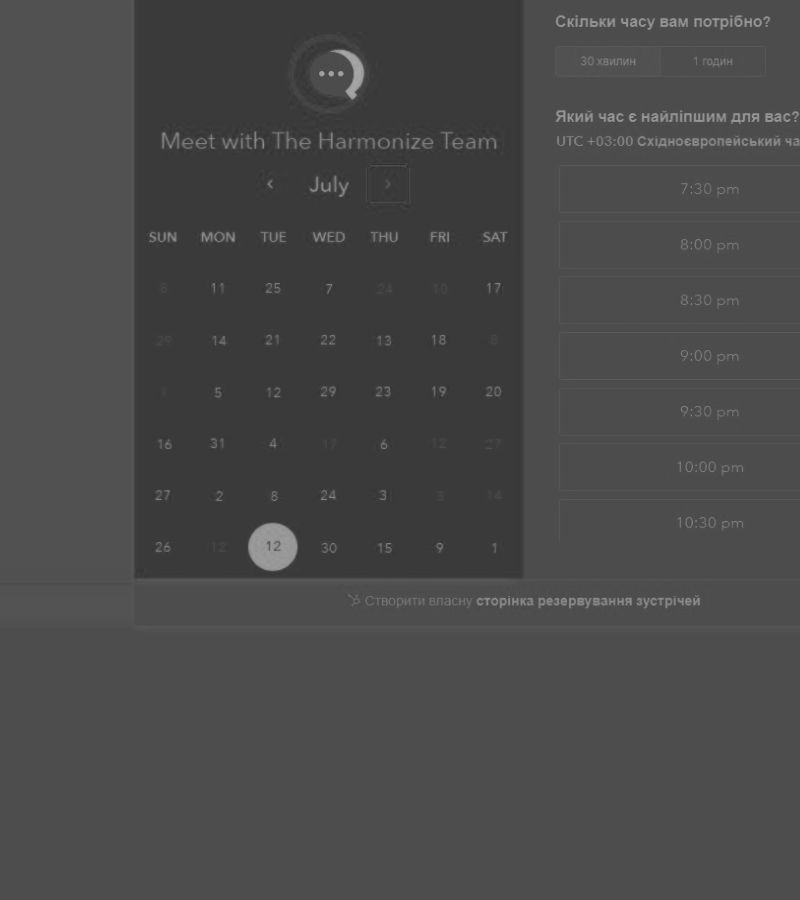 Meet with The Harmonize Team
July
SUN MON TUE WED THU FRI SAT
8 11 25 7 24 10 17
29 14 21 22 13 18 8
5 12 29 23 19 20
16 31 4 17 6 12 27
27 2 8 24 3 3 14
26 12 12 30 15 9 1
Скільки часу вам потрібно?
30 хвилин 1 годин
Який час є найліпшим для вас?
UTC +03:00 Східноєвропейський ча
7:30 pm
8:00 pm
8:30 pm
9:00 pm
9:30 pm
10:00 pm
10:30 pm
Створити власну сторінка резервування зустрічей